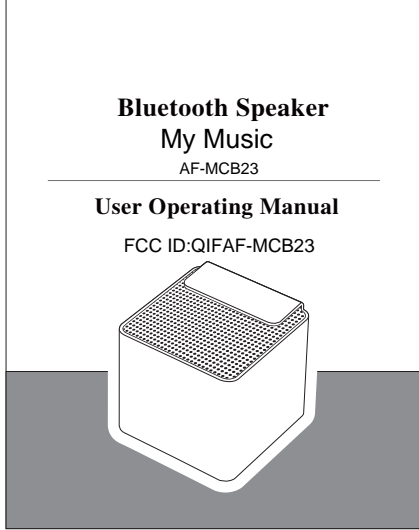 Bluetooth Speaker
My Music
AF-MCB23
User Operating Manual
FCC ID:QIFAF-MCB23